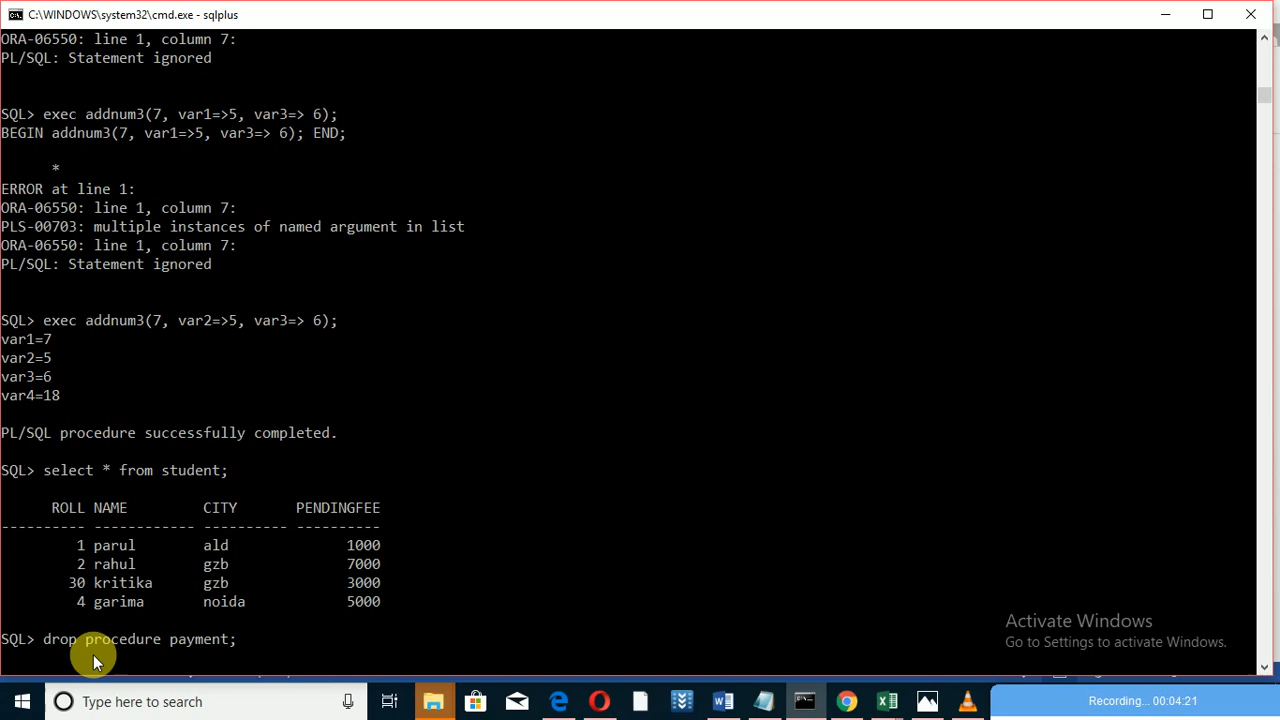 C:\WINDOWS\system32\cmd.exe - sqlplus
ORA-06550: line 1, column 7:
PL/SQL: Statement ignored
SQL> exec addnum3(7, var1=>5, var3=> 6);
BEGIN addnum3(7, var1=>5, var3=> 6); END;
*
ERROR at line 1:
ORA-06550: line 1, column 7:
PLS-00703: multiple instances of named argument in list
ORA-06550: line 1, column 7:
PL/SQL: Statement ignored
SQL> exec addnum3(7, var2=>5, var3=> 6);
var1=7
var2=5
var3=6
var4=18
PL/SQL procedure successfully completed.
SQL> select * from student;
ROLL NAME CITY PENDINGFEE
---------- ------------ ---------- ----------
1 parul ald 1000
2 rahul gzb 7000
30 kritika gzb 3000
4 garima noida 5000
SQL> drop procedure payment;
Activate Windows
Go to Settings to activate Windows.
Type here to search
Recording... 00:04:21